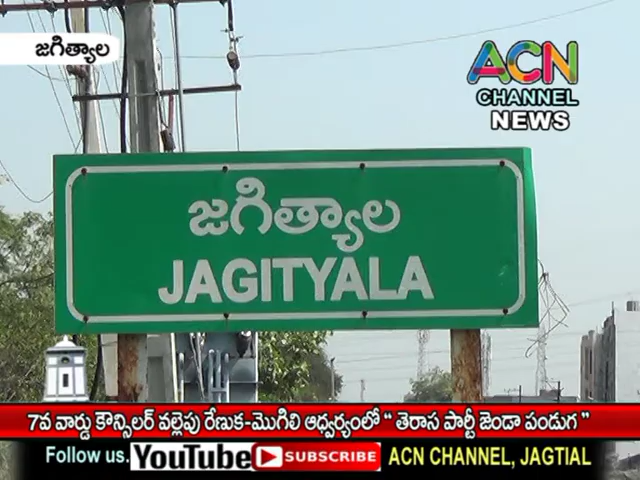 జగిత్యాల
ACN
CHANNEL
NEWS
జగిత్యాల
JAGITYALA
7వ వార్డు కౌన్సిలర్ వల్లెపు రేణుక-మొగిలి ఆధ్వర్యంలో “ తెరాస పార్టీ జెండా పండుగ ”
Follow us. YouTube SUBSCRIBE ACN CHANNEL, JAGTIAL